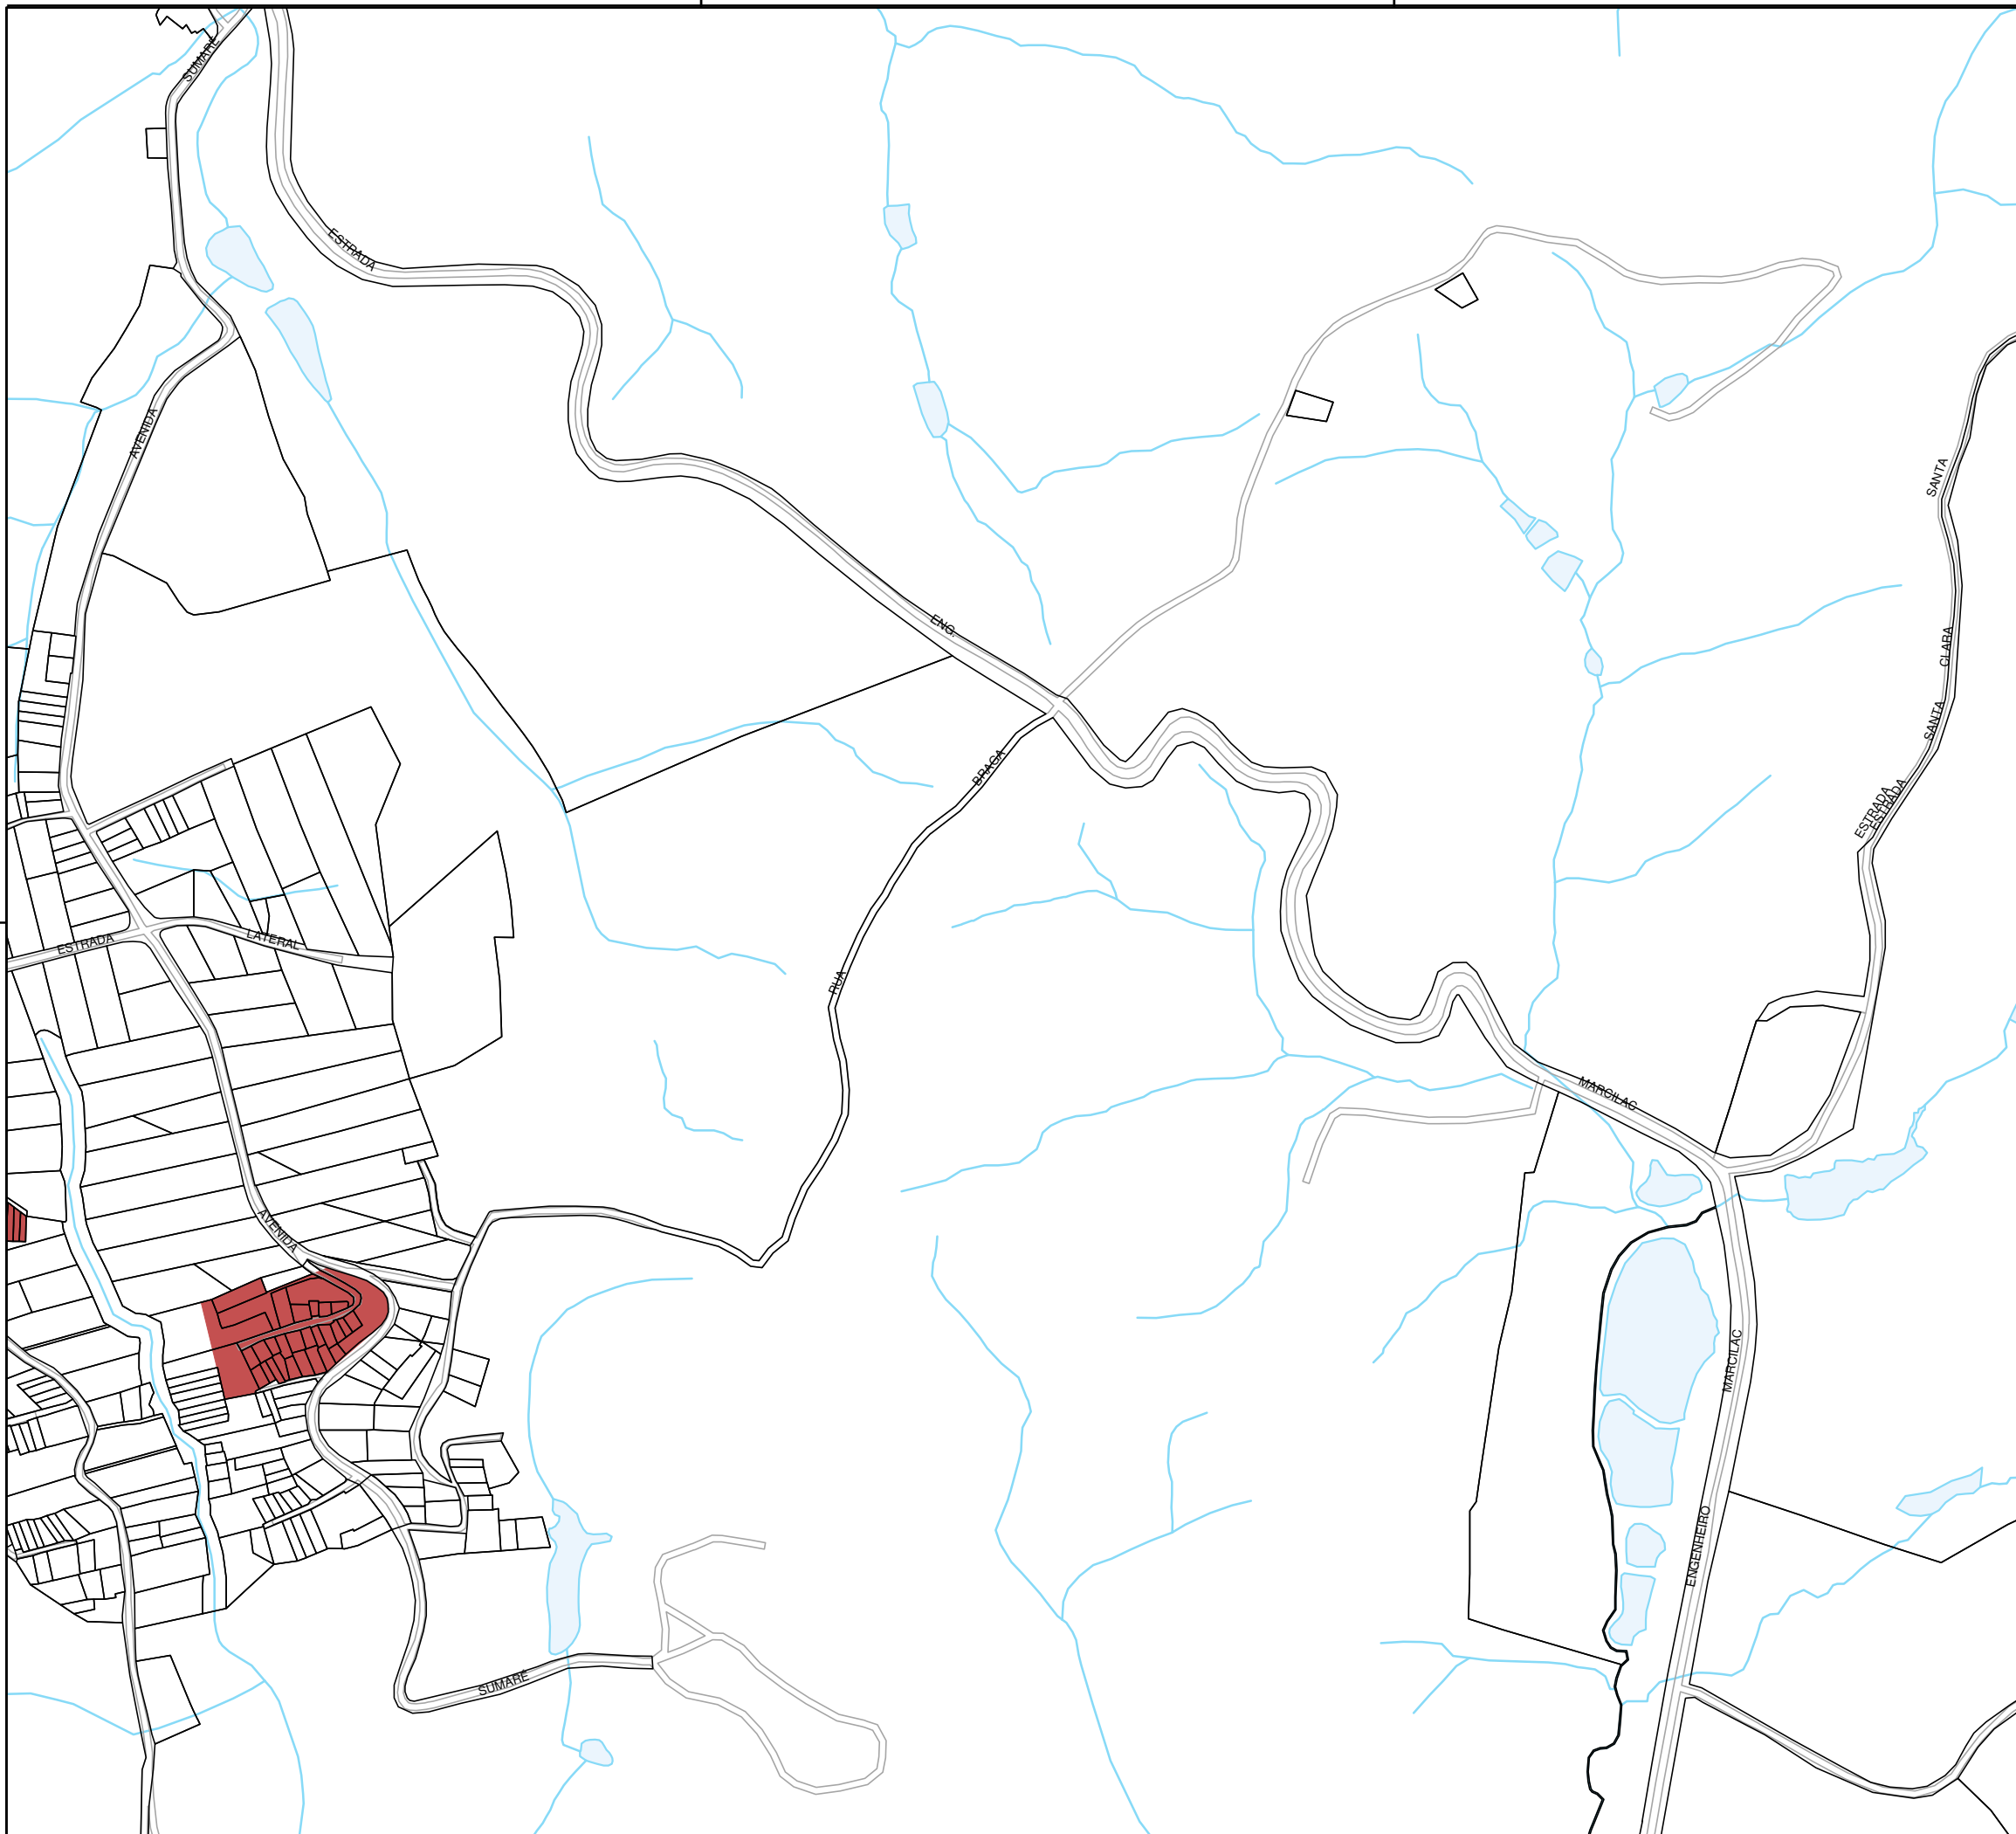 SUMARÉ
ESTRADA
AVENIDA
SANTA
ENG.
CLARA
SANTA
BRAGA
ESTRADA
ESTRADA
ESTRADA
LATERAL
RUA
MARCILAC
AVENIDA
MARCILAC
ENGENHEIRO
SUMARÉ